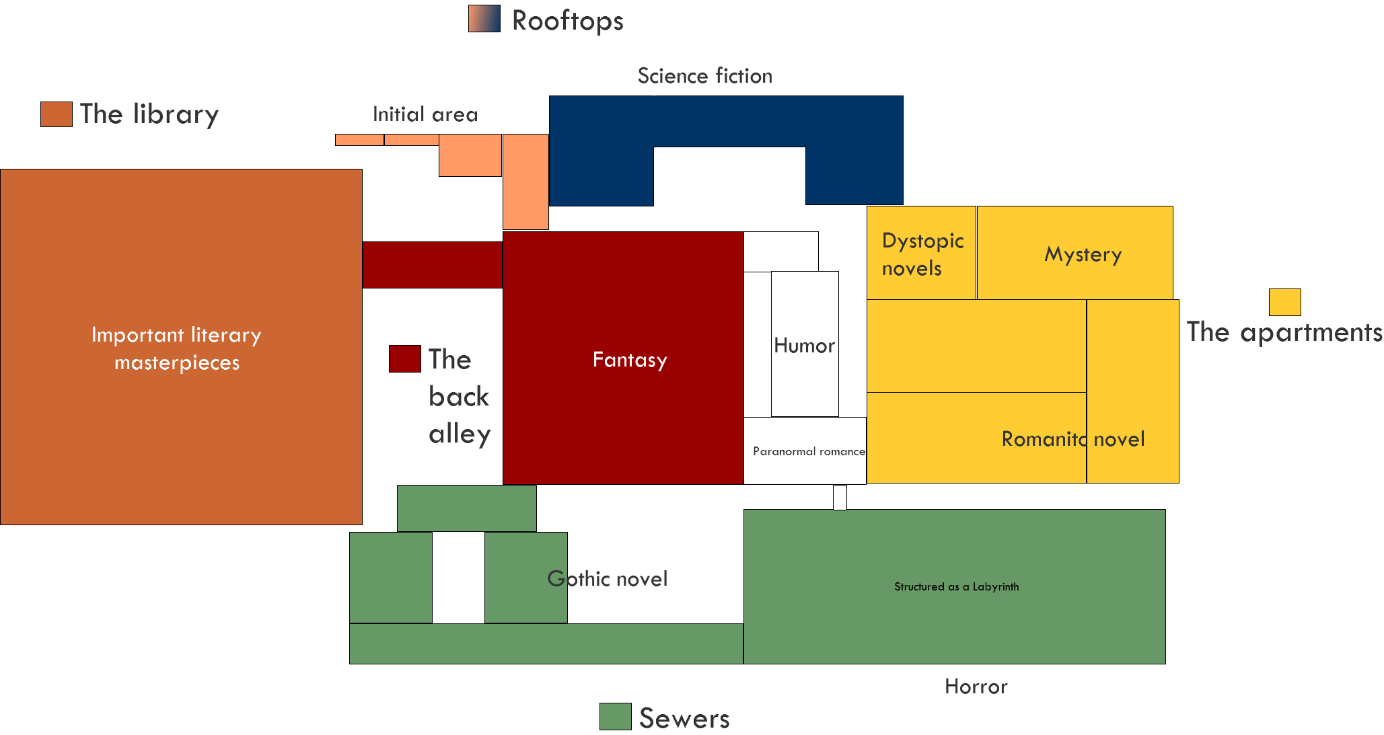 Rooftops
Science fiction
The library
Initial area
Dystopic
novels
Mystery
The apartments
Important literary
masterpieces
The
back
alley
Fantasy
Humor
Romanitc novel
Paranormal romance
Gothic novel
Structured as a Labyrinth
Horror
Sewers